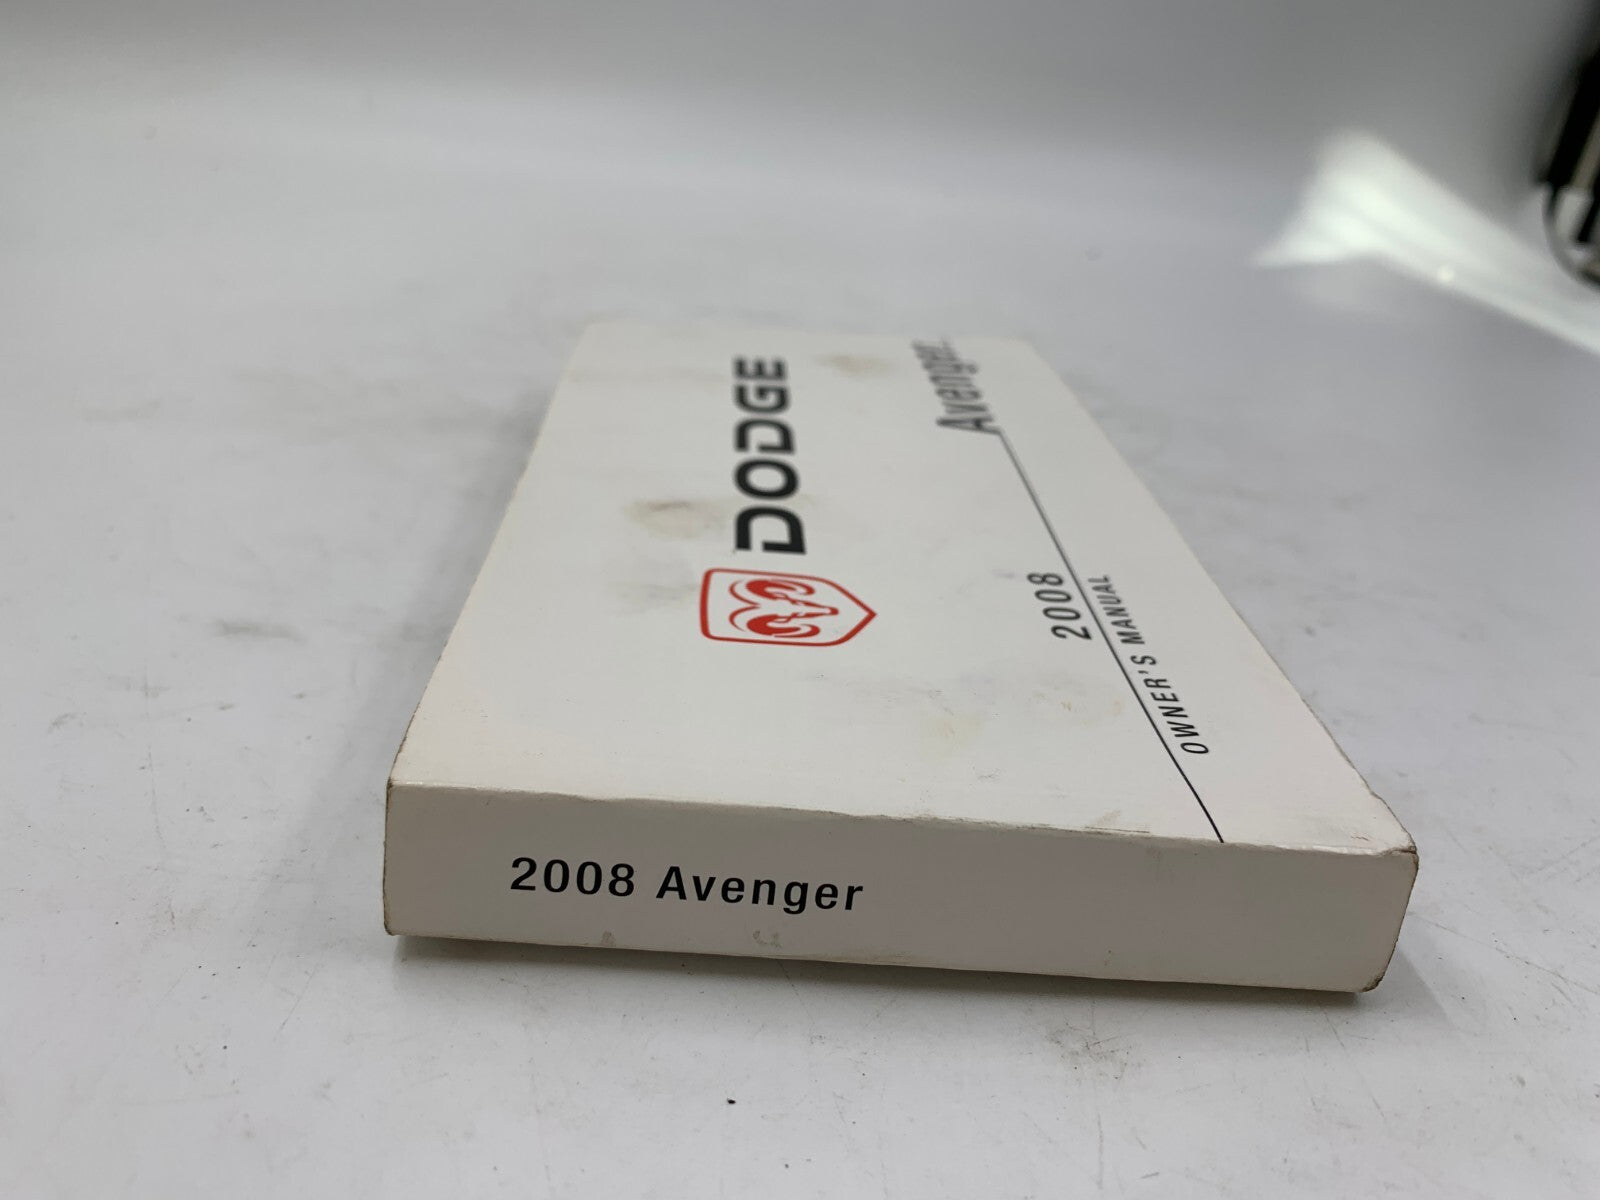 DODGE
Avenger
2008
OWNER'S MANUAL
2008 Avenger